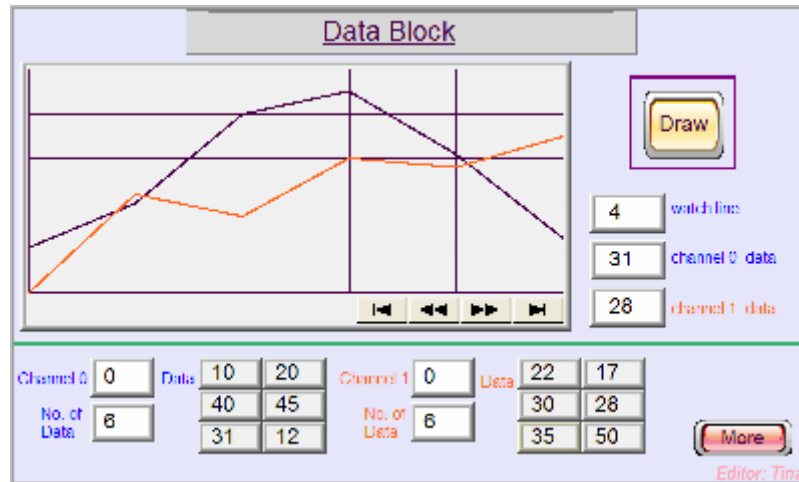 Data Block
Draw
4 watch line
31 channel 0 data
28 channel 1 data
Channel 0 0 Data 10 20 Channel 1 0 Data 22 17
No. of Data 6 40 45 No. of Data 6 30 28
31 12 35 50
More
Editor: Tina